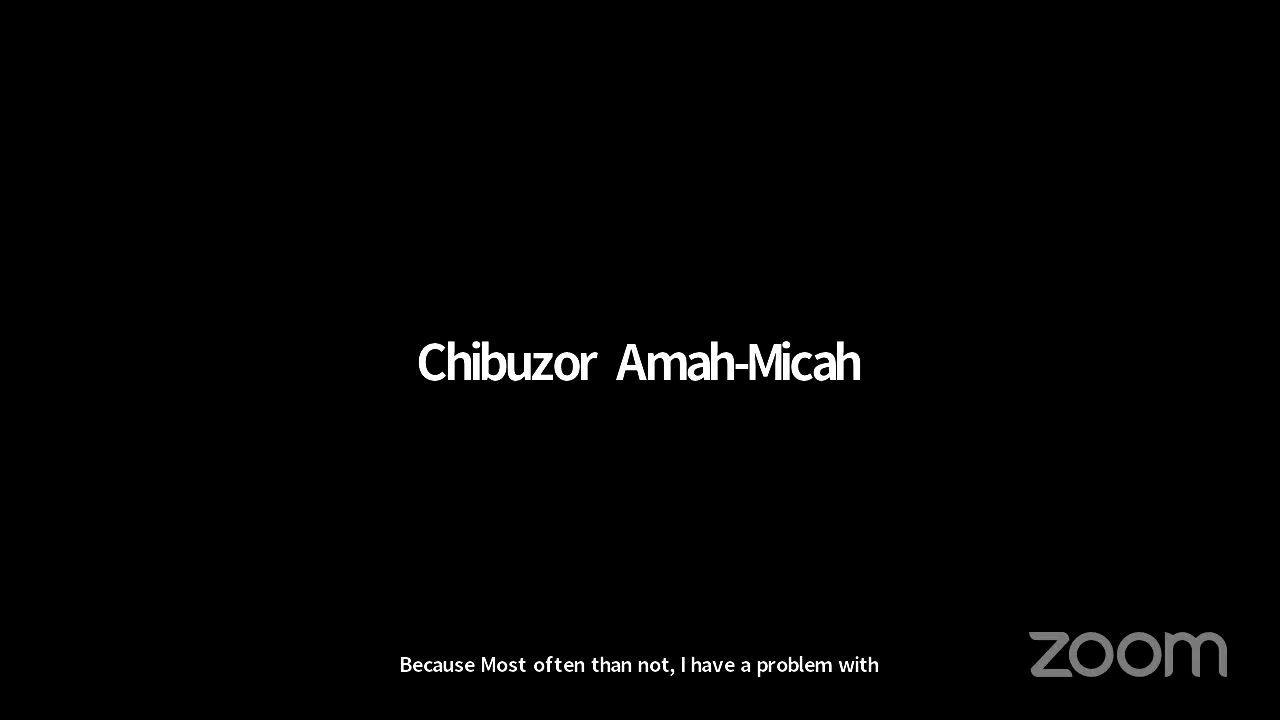 Chibuzor Amah-Micah
Because Most often than not, I have a problem with
zoom